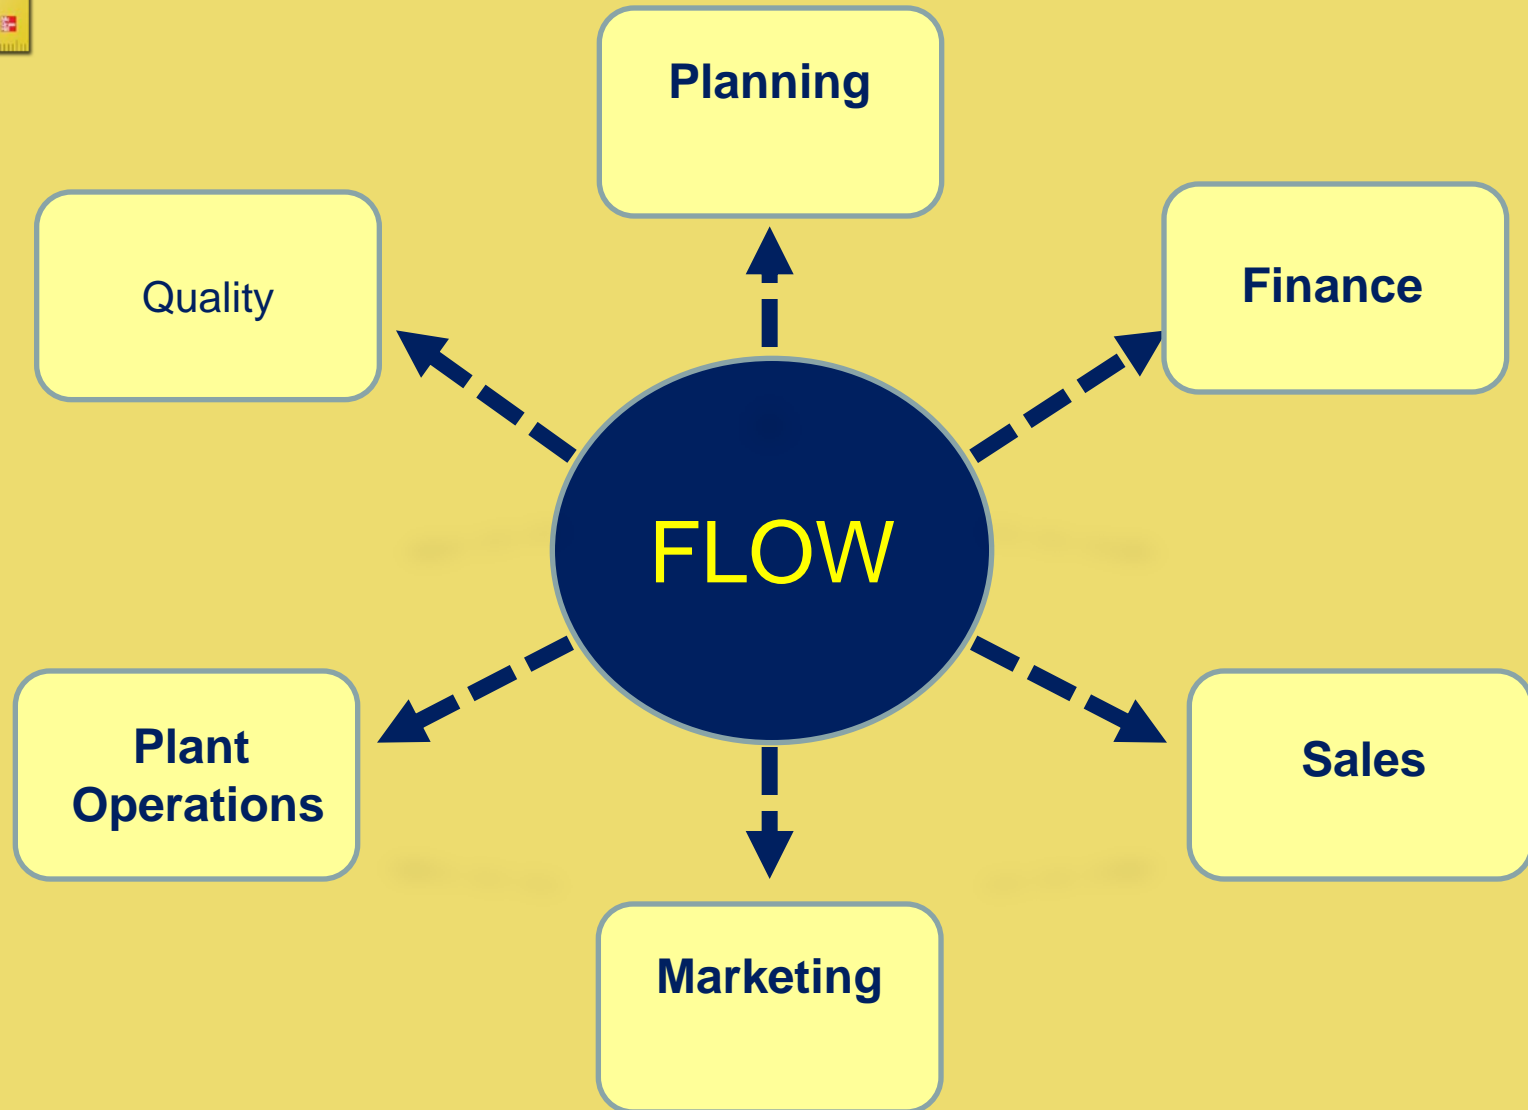 Planning
Quality
Finance
FLOW
Plant
Operations
Sales
Marketing